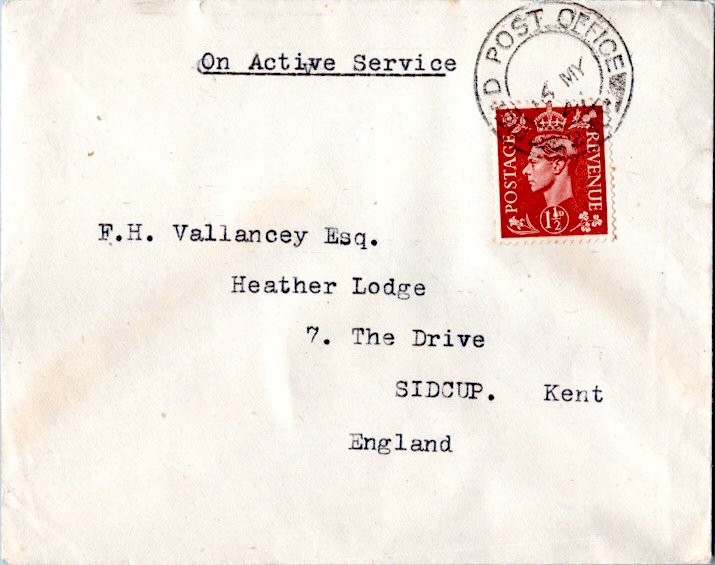 On Active Service
D POST OFFICE
MY
POSTAGE
REVENUE
1½D
F.H. Vallancey Esq.
Heather Lodge
7. The Drive
SIDCUP. Kent
England